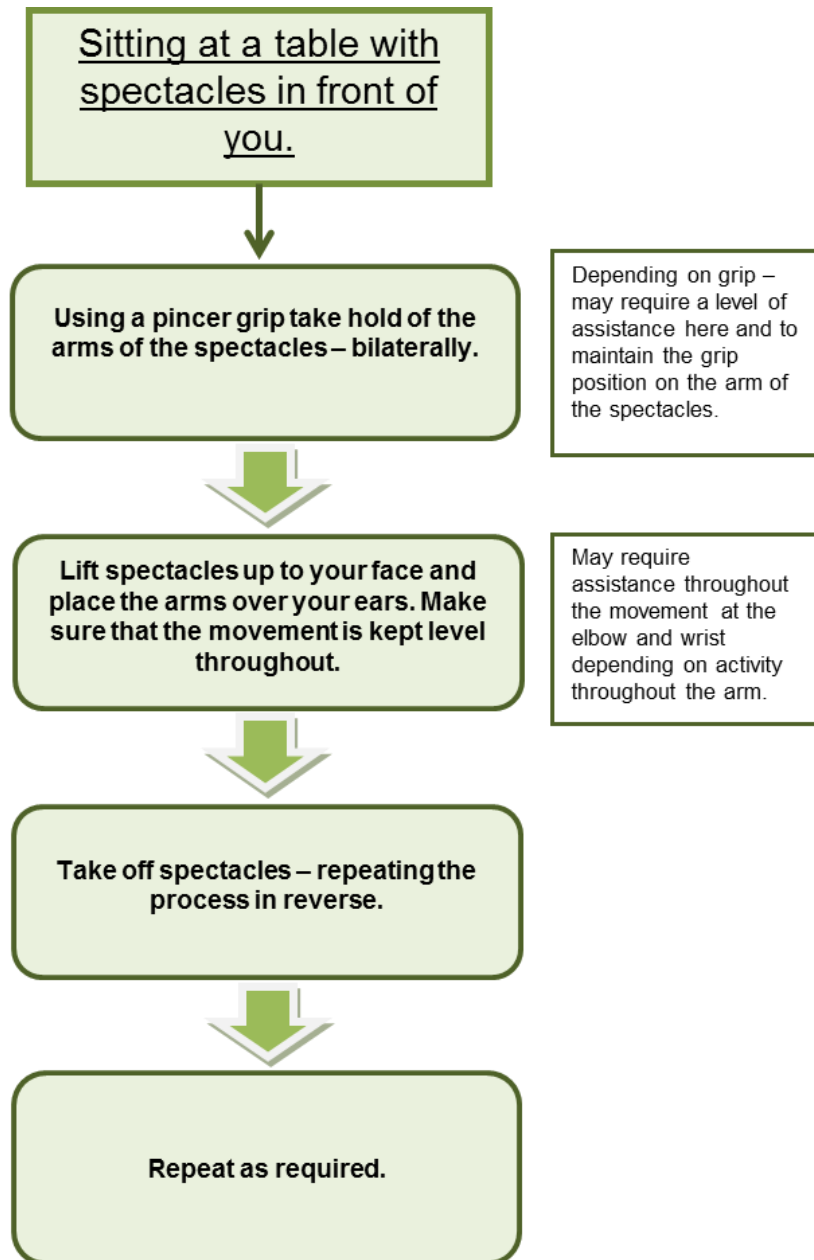 Sitting at a table with
spectacles in front of
you.
Using a pincer grip take hold of the
arms of the spectacles – bilaterally.
Depending on grip –
may require a level of
assistance here and to
maintain the grip
position on the arm of
the spectacles.
Lift spectacles up to your face and
place the arms over your ears. Make
sure that the movement is kept level
throughout.
May require
assistance throughout
the movement at the
elbow and wrist
depending on activity
throughout the arm.
Take off spectacles – repeating the
process in reverse.
Repeat as required.